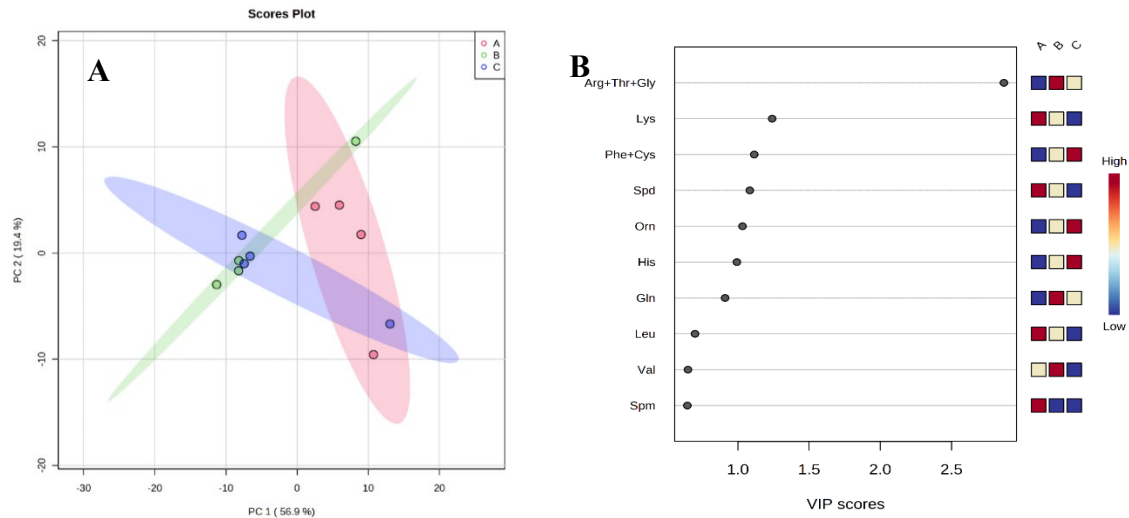 Scores Plot
A
A
B
C
20
10
0
-10
-20
PC 2 ( 19.4 %)
-30
-20
-10
0
10
20
PC 1 ( 56.9 %)
B
A B C
Arg+Thr+Gly
Lys
Phe+Cys
Spd
Orn
His
Gln
Leu
Val
Spm
1.0 1.5 2.0 2.5
VIP scores
High
Low